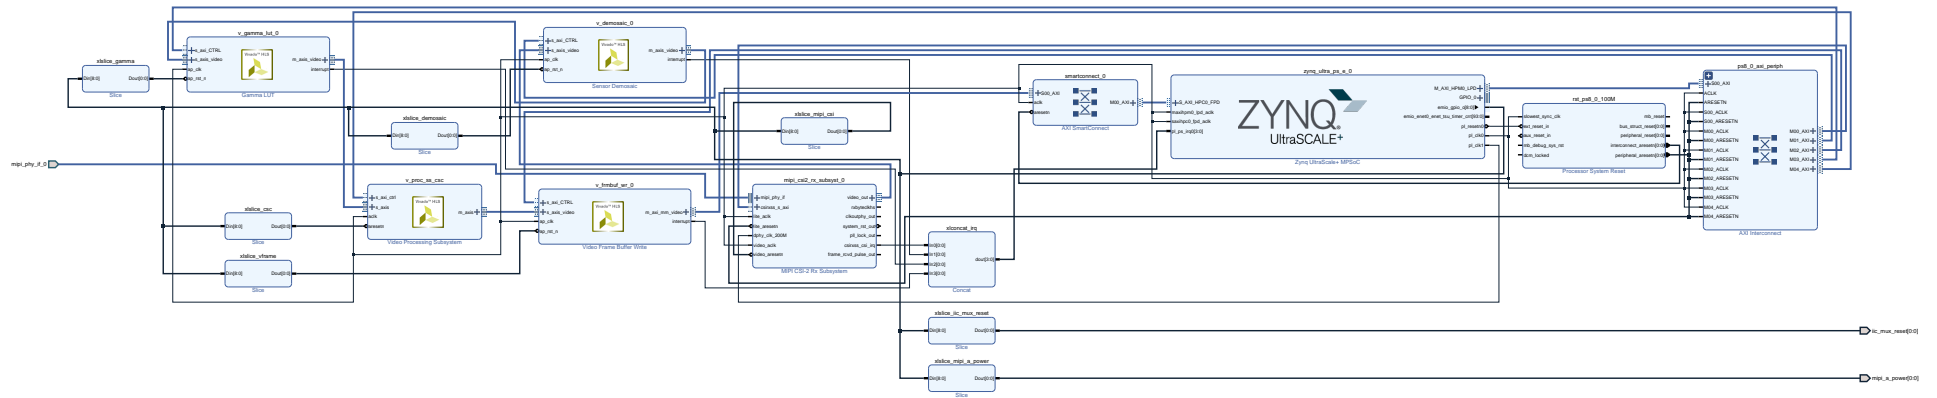 v_gamma_lut_0
s_axi_CTRL
s_axis_video
ap_clk
ap_rst_n
m_axis_video
interrupt
Vivado™ HLS
Gamma LUT
xlslice_gamma
Din[8:0]
Dout[0:0]
Slice
v_demosaic_0
s_axi_CTRL
s_axis_video
ap_clk
ap_rst_n
m_axis_video
interrupt
Vivado™ HLS
Sensor Demosaic
xlslice_demosaic
Din[8:0]
Dout[0:0]
Slice
xlslice_mipi_csi
Din[8:0]
Dout[0:0]
Slice
smartconnect_0
S00_AXI
aclk
aresetn
M00_AXI
AXI SmartConnect
zynq_ultra_ps_e_0
S_AXI_HPC0_FPD
maxihpm0_lpd_aclk
saxihpc0_fpd_aclk
pl_ps_irq0[3:0]
ZYNQ
UltraSCALE+
M_AXI_HPM0_LPD
GPIO_0
emio_gpio_o[8:0]
emio_enet0_enet_tsu_timer_cnt[93:0]
pl_resetn0
pl_clk0
pl_clk1
Zynq UltraScale+ MPSoC
rst_ps8_0_100M
slowest_sync_clk
ext_reset_in
aux_reset_in
mb_debug_sys_rst
dcm_locked
mb_reset
bus_struct_reset[0:0]
peripheral_reset[0:0]
interconnect_aresetn[0:0]
peripheral_aresetn[0:0]
Processor System Reset
ps8_0_axi_periph
S00_AXI
ACLK
ARESETN
S00_ACLK
S00_ARESETN
M00_ACLK
M00_ARESETN
M01_ACLK
M01_ARESETN
M02_ACLK
M02_ARESETN
M03_ACLK
M03_ARESETN
M04_ACLK
M04_ARESETN
M00_AXI
M01_AXI
M02_AXI
M03_AXI
M04_AXI
AXI Interconnect
mipi_phy_if_0
v_proc_ss_csc
s_axi_ctrl
s_axis
aclk
aresetn
m_axis
Vivado™ HLS
Video Processing Subsystem
xlslice_csc
Din[8:0]
Dout[0:0]
Slice
xlslice_vframe
Din[8:0]
Dout[0:0]
Slice
v_frmbuf_wr_0
s_axi_CTRL
s_axis_video
ap_clk
ap_rst_n
m_axi_mm_video
interrupt
Vivado™ HLS
Video Frame Buffer Write
mipi_csi2_rx_subsyst_0
mipi_phy_if
csirxss_s_axi
lite_aclk
lite_aresetn
dphy_clk_200M
video_aclk
video_aresetn
video_out
rxbyteclkhs
clkoutphy_out
system_rst_out
pll_lock_out
csirxss_csi_irq
frame_rcvd_pulse_out
MIPI CSI-2 Rx Subsystem
xlconcat_irq
In0[0:0]
In1[0:0]
In2[0:0]
In3[0:0]
dout[3:0]
Concat
xlslice_iic_mux_reset
Din[8:0]
Dout[0:0]
Slice
iic_mux_reset[0:0]
xlslice_mipi_a_power
Din[8:0]
Dout[0:0]
Slice
mipi_a_power[0:0]